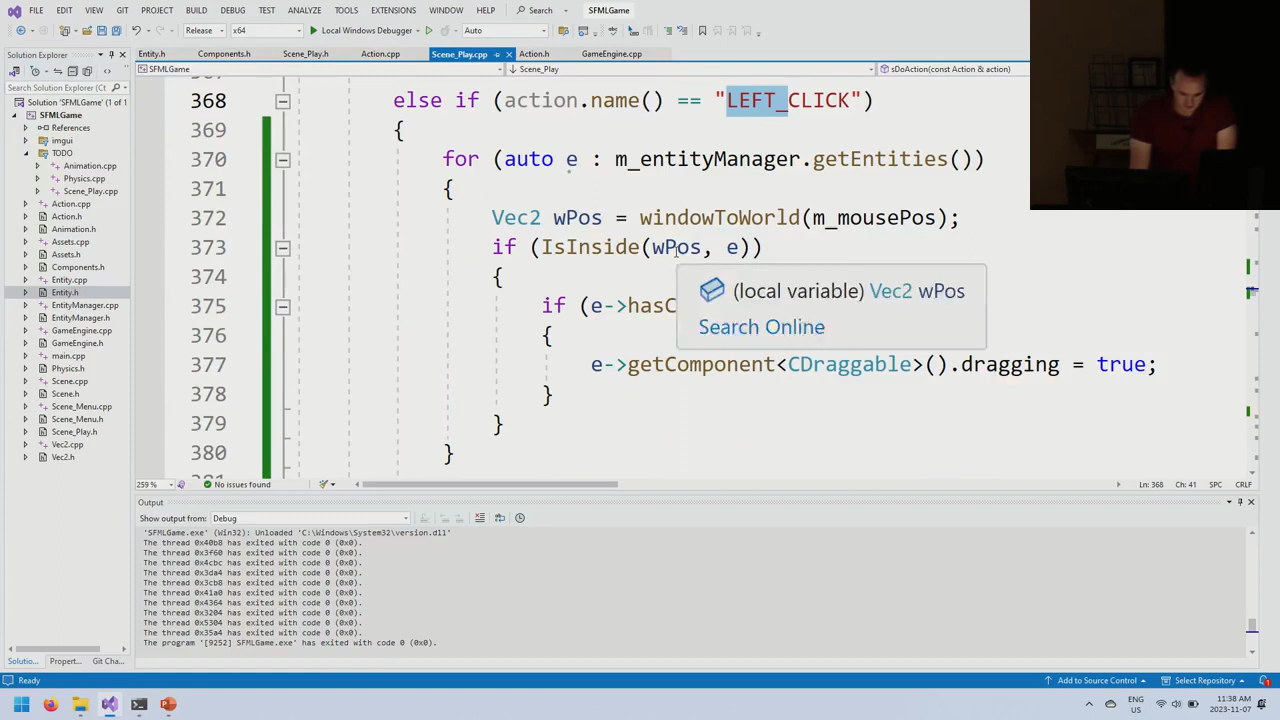 FILE EDIT VIEW GIT PROJECT BUILD DEBUG TEST ANALYZE TOOLS EXTENSIONS WINDOW HELP Search SFMLGame
Release x64 Local Windows Debugger Auto
Solution Explorer
Entity.h Components.h Scene_Play.h Action.cpp Scene_Play.cpp Action.h GameEngine.cpp
SFMLGame Scene_Play sDoAction(const Action & action)
Search Solution Explorer (Ctrl
Solution 'SFMLGame' (1 of 1
SFMLGame
References
imgui
TODO
Animation.cpp
Physics.cpp
Scene_Play.cpp
Action.cpp
Action.h
Animation.h
Assets.cpp
Assets.h
Components.h
Entity.cpp
Entity.h
EntityManager.cpp
EntityManager.h
GameEngine.cpp
GameEngine.h
main.cpp
Physics.h
Scene.cpp
Scene.h
Scene_Menu.cpp
Scene_Menu.h
Scene_Play.h
Vec2.cpp
Vec2.h
Solutio... Propert... Git Cha...
368 else if (action.name() == "LEFT_CLICK")
369 {
370 for (auto e : m_entityManager.getEntities())
371 {
372 Vec2 wPos = windowToWorld(m_mousePos);
373 if (IsInside(wPos, e))
374 {
375 if (e->hasC
376 {
377 e->getComponent<CDraggable>().dragging = true;
378 }
379 }
380 }
(local variable) Vec2 wPos
Search Online
259 % No issues found Ln: 368 Ch: 41 SPC CRLF
Output
Show output from: Debug
'SFMLGame.exe' (Win32): Unloaded 'C:\Windows\System32\version.dll'
The thread 0x40b8 has exited with code 0 (0x0).
The thread 0x3f60 has exited with code 0 (0x0).
The thread 0x4cbc has exited with code 0 (0x0).
The thread 0x3da4 has exited with code 0 (0x0).
The thread 0x3cb8 has exited with code 0 (0x0).
The thread 0x41a0 has exited with code 0 (0x0).
The thread 0x4364 has exited with code 0 (0x0).
The thread 0x3204 has exited with code 0 (0x0).
The thread 0x5304 has exited with code 0 (0x0).
The thread 0x35a4 has exited with code 0 (0x0).
The program '[9252] SFMLGame.exe' has exited with code 0 (0x0).
Ready Add to Source Control Select Repository
ENG
US
11:38 AM
2023-11-07